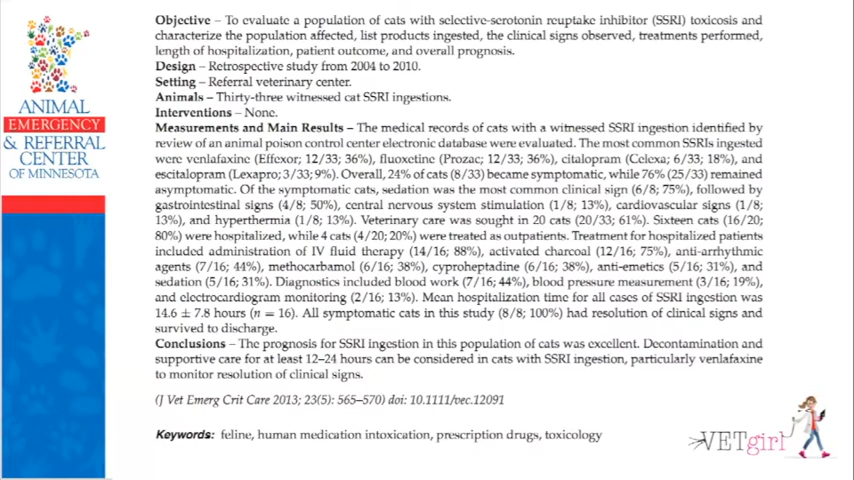 Objective – To evaluate a population of cats with selective-serotonin reuptake inhibitor (SSRI) toxicosis and
characterize the population affected, list products ingested, the clinical signs observed, treatments performed,
length of hospitalization, patient outcome, and overall prognosis.
Design – Retrospective study from 2004 to 2010.
Setting – Referral veterinary center.
Animals – Thirty-three witnessed cat SSRI ingestions.
Interventions – None.
Measurements and Main Results – The medical records of cats with a witnessed SSRI ingestion identified by
review of an animal poison control center electronic database were evaluated. The most common SSRIs ingested
were venlafaxine (Effexor; 12/33; 36%), fluoxetine (Prozac; 12/33; 36%), citalopram (Celexa; 6/33; 18%), and
escitalopram (Lexapro; 3/33; 9%). Overall, 24% of cats (8/33) became symptomatic, while 76% (25/33) remained
asymptomatic. Of the symptomatic cats, sedation was the most common clinical sign (6/8; 75%), followed by
gastrointestinal signs (4/8; 50%), central nervous system stimulation (1/8; 13%), cardiovascular signs (1/8;
13%), and hyperthermia (1/8; 13%). Veterinary care was sought in 20 cats (20/33; 61%). Sixteen cats (16/20;
80%) were hospitalized, while 4 cats (4/20; 20%) were treated as outpatients. Treatment for hospitalized patients
included administration of IV fluid therapy (14/16; 88%), activated charcoal (12/16; 75%), anti-arrhythmic
agents (7/16; 44%), methocarbamol (6/16; 38%), cyproheptadine (6/16; 38%), anti-emetics (5/16; 31%), and
sedation (5/16; 31%). Diagnostics included blood work (7/16; 44%), blood pressure measurement (3/16; 19%),
and electrocardiogram monitoring (2/16; 13%). Mean hospitalization time for all cases of SSRI ingestion was
14.6 ± 7.8 hours (n = 16). All symptomatic cats in this study (8/8; 100%) had resolution of clinical signs and
survived to discharge.
Conclusions – The prognosis for SSRI ingestion in this population of cats was excellent. Decontamination and
supportive care for at least 12–24 hours can be considered in cats with SSRI ingestion, particularly venlafaxine
to monitor resolution of clinical signs.
(J Vet Emerg Crit Care 2013; 23(5): 565–570) doi: 10.1111/vec.12091
Keywords: feline, human medication intoxication, prescription drugs, toxicology
ANIMAL
EMERGENCY
& REFERRAL
CENTER
OF MINNESOTA
VETgirl